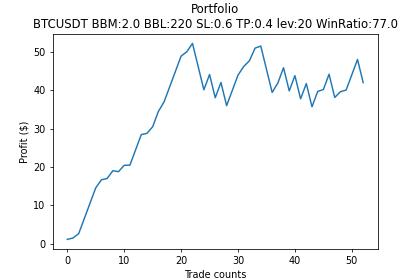 Portfolio
BTCUSDT BBM:2.0 BBL:220 SL:0.6 TP:0.4 lev:20 WinRatio:77.0
50
40
30
20
10
0
Profit ($)
0 10 20 30 40 50
Trade counts